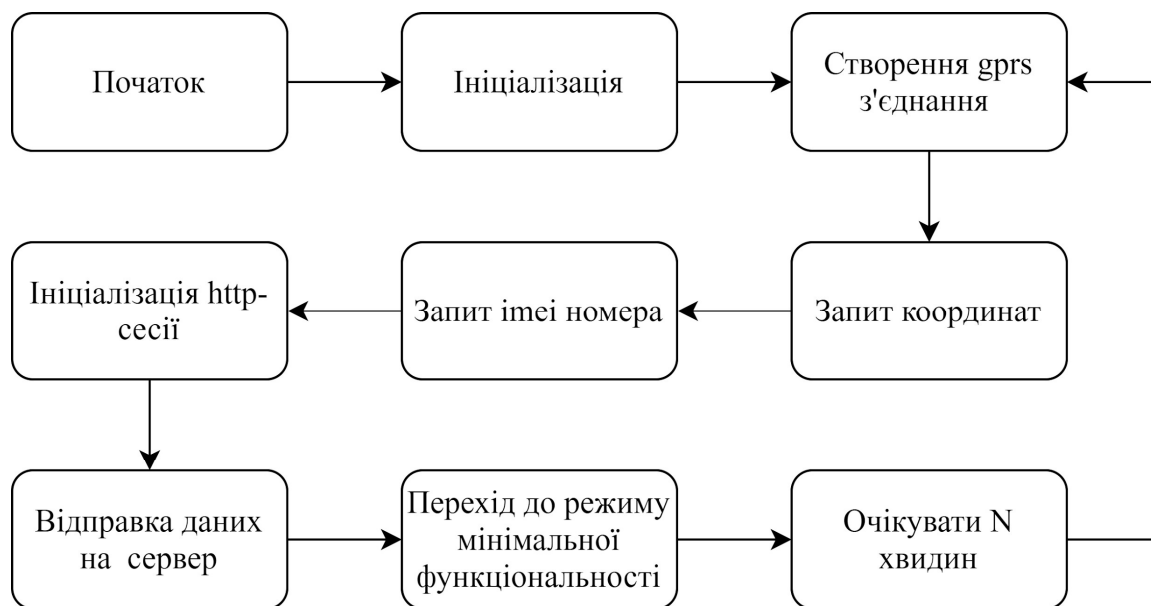 Початок
Ініціалізація
Створення gprs
з'єднання
Ініціалізація http-
сесії
Запит imei номера
Запит координат
Відправка даних
на сервер
Перехід до режиму
мінімальної
функціональності
Очікувати N
хвидин